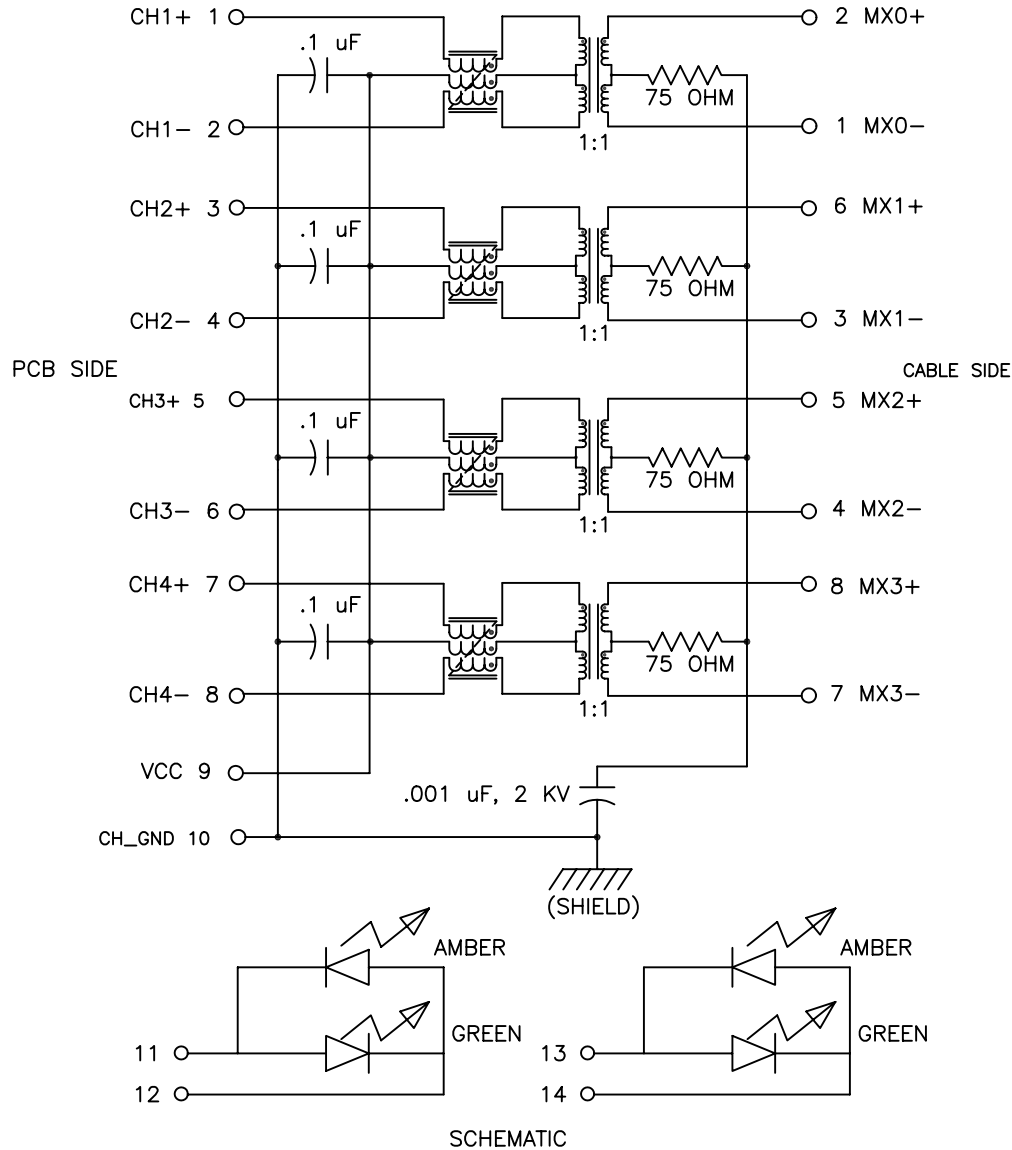 CH1+ 1
2 MX0+
.1 uF
75 OHM
CH1- 2
1 MX0-
1:1
CH2+ 3
6 MX1+
.1 uF
75 OHM
CH2- 4
3 MX1-
1:1
PCB SIDE
CABLE SIDE
CH3+ 5
5 MX2+
.1 uF
75 OHM
CH3- 6
4 MX2-
1:1
CH4+ 7
8 MX3+
.1 uF
75 OHM
CH4- 8
7 MX3-
1:1
VCC 9
.001 uF, 2 KV
CH_GND 10
(SHIELD)
AMBER
AMBER
GREEN
GREEN
11
13
12
14
SCHEMATIC